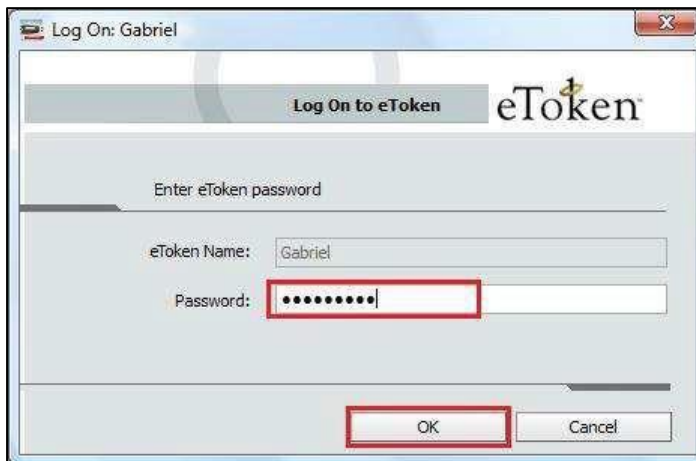 Log On: Gabriel
Log On to eToken
eToken
Enter eToken password
eToken Name: Gabriel
Password: •••••••••
OK Cancel